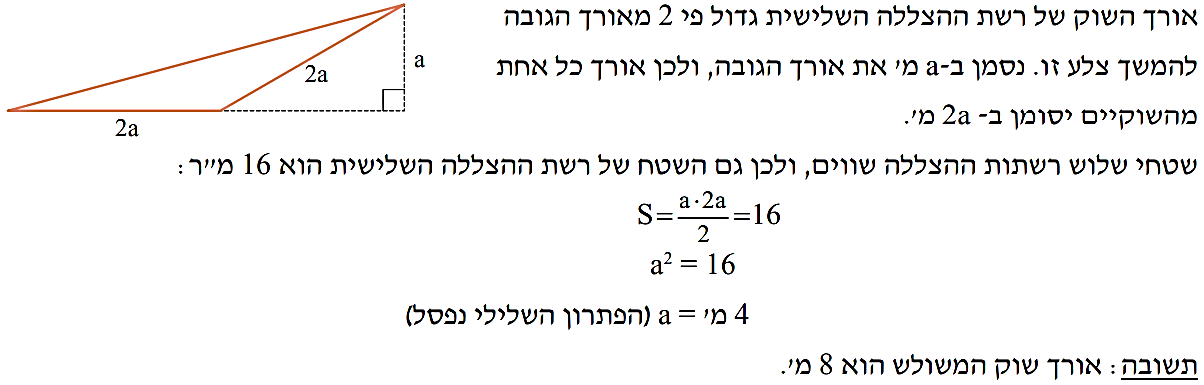 אורך השוק של רשת ההצללה השלישית גדול פי 2 מאורך הגובה
להמשך צלע זו. נסמן ב-a מ׳ את אורך הגובה, ולכן אורך כל אחת
מהשוקיים יסומן ב- 2a מ׳.
a
2a
2a
שטחי שלוש רשתות ההצללה שווים, ולכן גם השטח של רשת ההצללה השלישית הוא 16 מ״ר:
S=a·2a/2=16
a² = 16
4 מ׳ = a (הפתרון השלילי נפסל)
תשובה: אורך שוק המשולש הוא 8 מ׳.